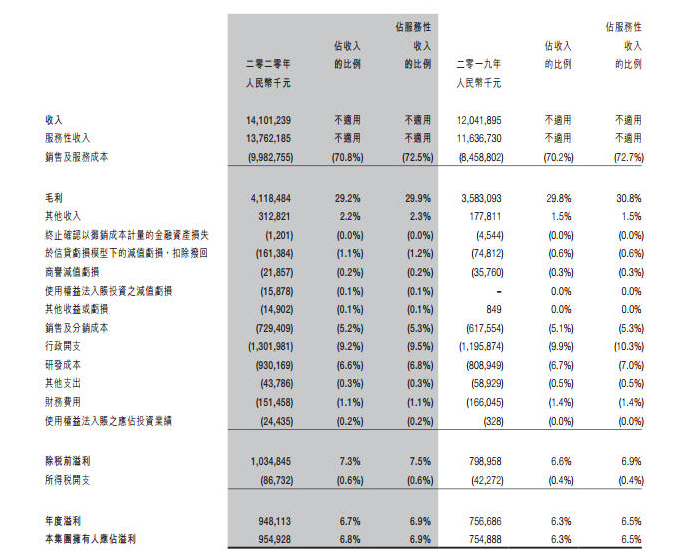 佔服務性 佔服務性
佔收入 收入 佔收入 收入
二零二零年 的比例 的比例 二零一九年 的比例 的比例
人民幣千元 人民幣千元
收入 14,101,239 不適用 不適用 12,041,895 不適用 不適用
服務性收入 13,762,185 不適用 不適用 11,636,730 不適用 不適用
銷售及服務成本 (9,982,755) (70.8%) (72.5%) (8,458,802) (70.2%) (72.7%)
毛利 4,118,484 29.2% 29.9% 3,583,093 29.8% 30.8%
其他收入 312,821 2.2% 2.3% 177,811 1.5% 1.5%
終止確認以攤銷成本計量的金融資產損失 (1,201) (0.0%) (0.0%) (4,544) (0.0%) (0.0%)
於信貸虧損模型下的減值虧損，扣除撥回 (161,384) (1.1%) (1.2%) (74,812) (0.6%) (0.6%)
商譽減值虧損 (21,857) (0.2%) (0.2%) (35,760) (0.3%) (0.3%)
使用權益法入賬投資之減值虧損 (15,878) (0.1%) (0.1%) – 0.0% 0.0%
其他收益或虧損 (14,902) (0.1%) (0.1%) 849 0.0% 0.0%
銷售及分銷成本 (729,409) (5.2%) (5.3%) (617,554) (5.1%) (5.3%)
行政開支 (1,301,981) (9.2%) (9.5%) (1,195,874) (9.9%) (10.3%)
研發成本 (930,169) (6.6%) (6.8%) (808,949) (6.7%) (7.0%)
其他支出 (43,786) (0.3%) (0.3%) (58,929) (0.5%) (0.5%)
財務費用 (151,458) (1.1%) (1.1%) (166,045) (1.4%) (1.4%)
使用權益法入賬之應佔投資業績 (24,435) (0.2%) (0.2%) (328) (0.0%) (0.0%)
除稅前溢利 1,034,845 7.3% 7.5% 798,958 6.6% 6.9%
所得稅開支 (86,732) (0.6%) (0.6%) (42,272) (0.4%) (0.4%)
年度溢利 948,113 6.7% 6.9% 756,686 6.3% 6.5%
本集團擁有人應佔溢利 954,928 6.8% 6.9% 754,888 6.3% 6.5%